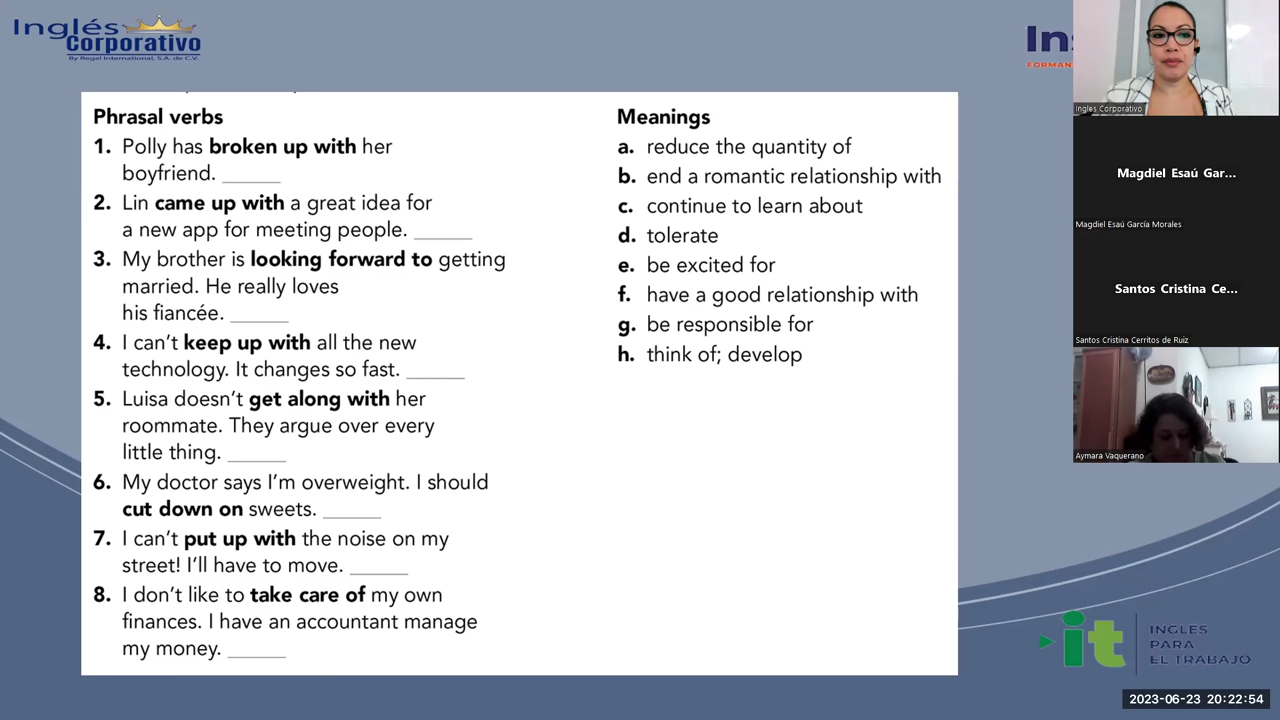 Inglés
Corporativo
By Regal International, S.A. de C.V.
In
FORMAN
Phrasal verbs
1. Polly has broken up with her
boyfriend. ______
2. Lin came up with a great idea for
a new app for meeting people. ______
3. My brother is looking forward to getting
married. He really loves
his fiancée. ______
4. I can't keep up with all the new
technology. It changes so fast. ______
5. Luisa doesn't get along with her
roommate. They argue over every
little thing. ______
6. My doctor says I'm overweight. I should
cut down on sweets. ______
7. I can't put up with the noise on my
street! I'll have to move. ______
8. I don't like to take care of my own
finances. I have an accountant manage
my money. ______
Meanings
a. reduce the quantity of
b. end a romantic relationship with
c. continue to learn about
d. tolerate
e. be excited for
f. have a good relationship with
g. be responsible for
h. think of; develop
Ingles Corporativo
Magdiel Esaú Gar...
Magdiel Esaú García Morales
Santos Cristina Ce...
Santos Cristina Cerritos de Ruiz
Aymara Vaquerano
it
INGLES
PARA
EL TRABAJO
2023-06-23 20:22:54